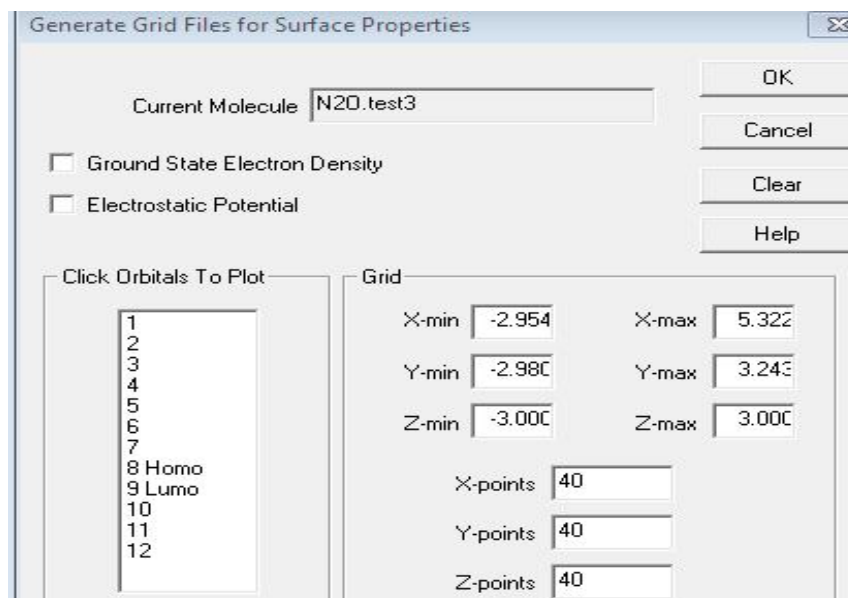 Generate Grid Files for Surface Properties
Current Molecule N2O.test3
OK
Cancel
Ground State Electron Density
Clear
Electrostatic Potential
Help
Click Orbitals To Plot
1
2
3
4
5
6
7
8 Homo
9 Lumo
10
11
12
Grid
X-min -2.954 X-max 5.322
Y-min -2.980 Y-max 3.243
Z-min -3.000 Z-max 3.000
X-points 40
Y-points 40
Z-points 40